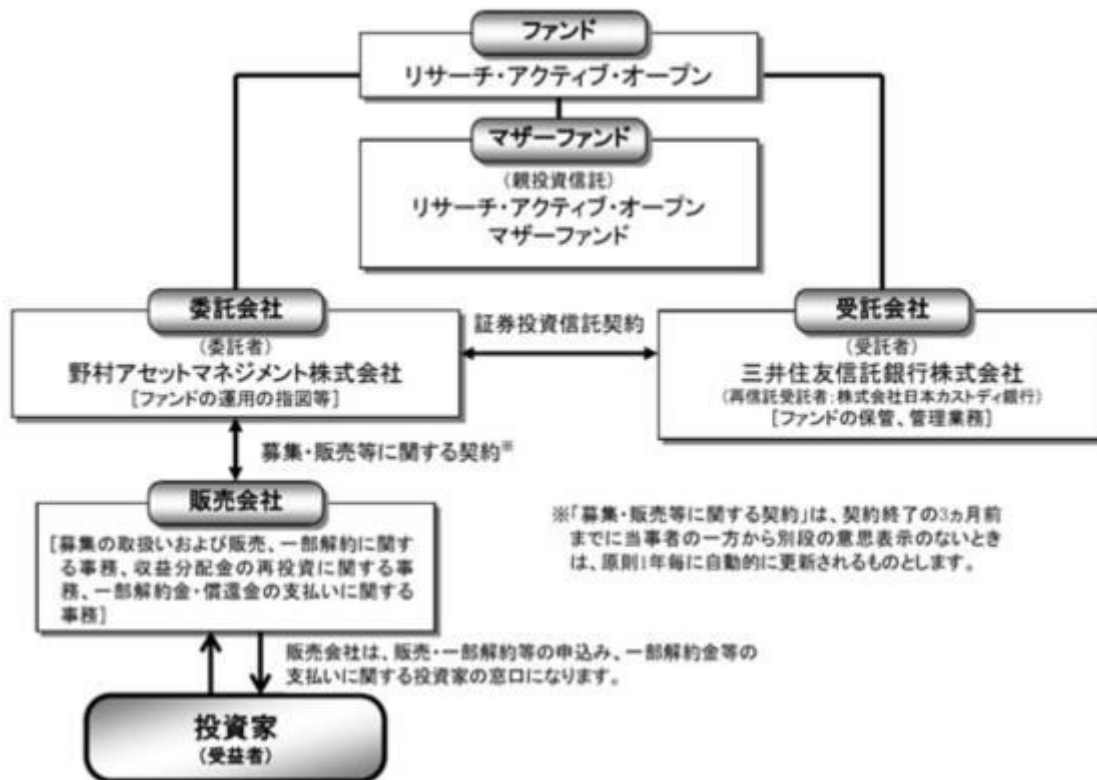 ファンド
リサーチ・アクティブ・オープン
マザーファンド
(親投資信託)
リサーチ・アクティブ・オープン
マザーファンド
委託会社
(委託者)
野村アセットマネジメント株式会社
[ファンドの運用の指図等]
証券投資信託契約
受託会社
(受託者)
三井住友信託銀行株式会社
(再信託受託者:株式会社日本カストディ銀行)
[ファンドの保管、管理業務]
募集・販売等に関する契約※
販売会社
[募集の取扱いおよび販売、一部解約に関す
る事務、収益分配金の再投資に関する事
務、一部解約金・償還金の支払いに関する
事務]
※「募集・販売等に関する契約」は、契約終了の3ヵ月前
までに当事者の一方から別段の意思表示のないとき
は、原則1年毎に自動的に更新されるものとします。
販売会社は、販売・一部解約等の申込み、一部解約金等の
支払いに関する投資家の窓口になります。
投資家
(受益者)